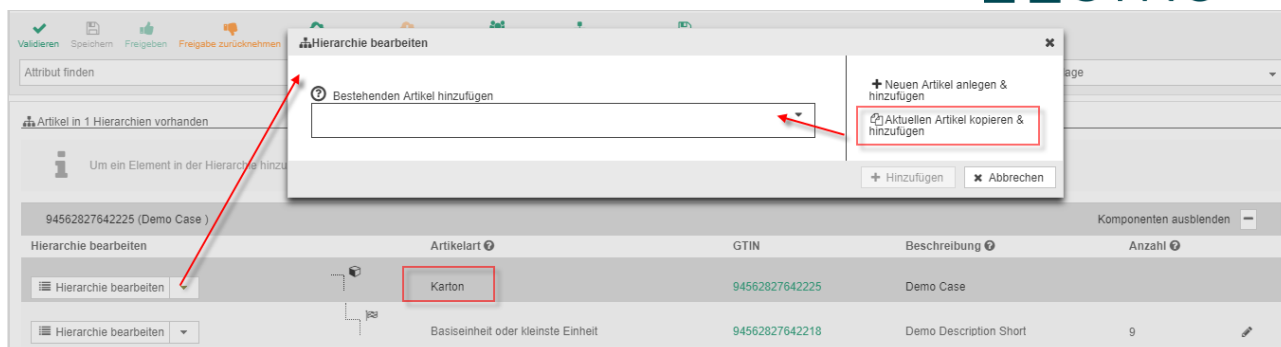 Validieren Speichern Freigeben Freigabe zurücknehmen
Hierarchie bearbeiten
Attribut finden
Bestehenden Artikel hinzufügen
Neuen Artikel anlegen &
hinzufügen
Aktuellen Artikel kopieren &
hinzufügen
Artikel in 1 Hierarchien vorhanden
Um ein Element in der Hierarchie
Hinzufügen Abbrechen
94562827642225 (Demo Case ) Komponenten ausblenden
Hierarchie bearbeiten Artikelart GTIN Beschreibung Anzahl
Hierarchie bearbeiten Karton 94562827642225 Demo Case
Hierarchie bearbeiten Basiseinheit oder kleinste Einheit 94562827642218 Demo Description Short 9